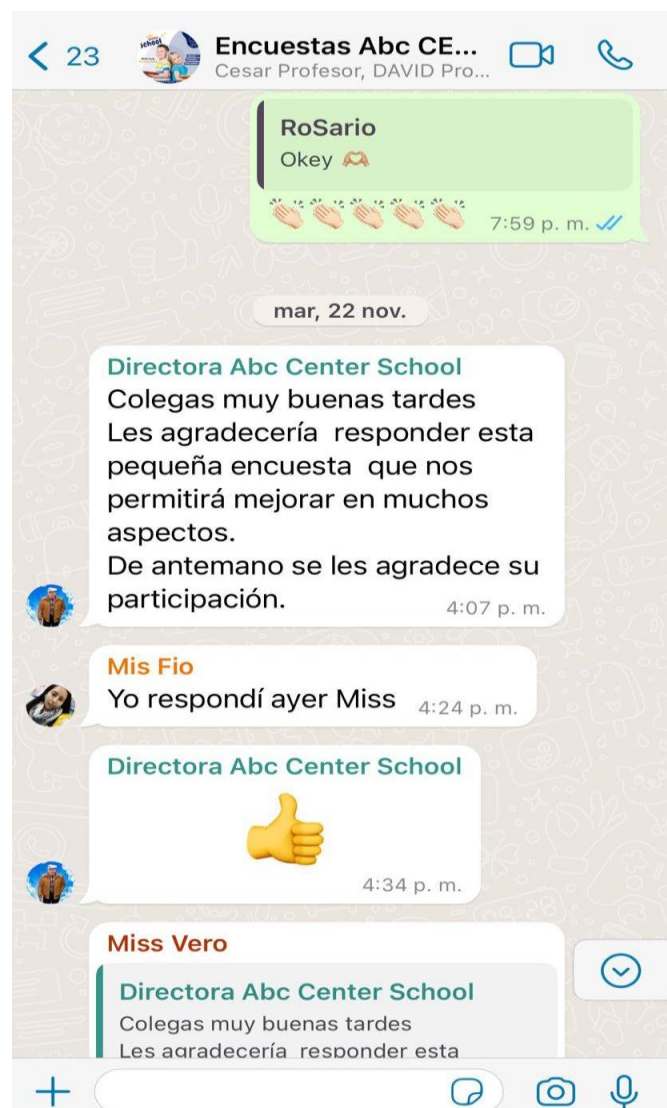 23
Encuestas Abc CE...
Cesar Profesor, DAVID Pro...
RoSario
Okey 🫶🏼
👏🏻👏🏻👏🏻👏🏻👏🏻 7:59 p. m.
mar, 22 nov.
Directora Abc Center School
Colegas muy buenas tardes
Les agradecería  responder esta
pequeña encuesta  que nos
permitirá mejorar en muchos
aspectos.
De antemano se les agradece su
participación. 4:07 p. m.
Mis Fio
Yo respondí ayer Miss 4:24 p. m.
Directora Abc Center School
👍
4:34 p. m.
Miss Vero
Directora Abc Center School
Colegas muy buenas tardes
Les agradecería  responder esta